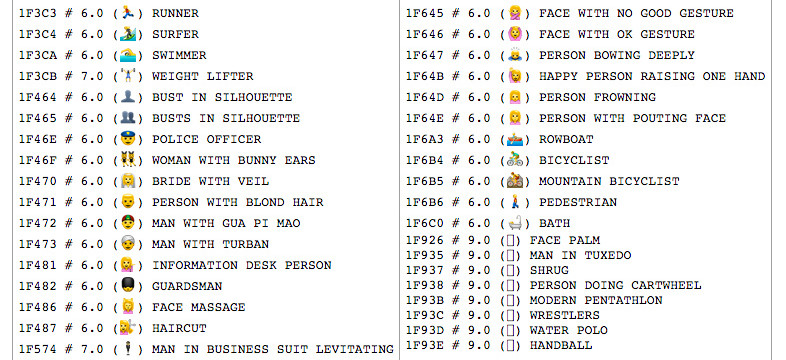 1F3C3 # 6.0 (🏃) RUNNER
1F3C4 # 6.0 (🏄) SURFER
1F3CA # 6.0 (🏊) SWIMMER
1F3CB # 7.0 (🏋) WEIGHT LIFTER
1F464 # 6.0 (👤) BUST IN SILHOUETTE
1F465 # 6.0 (👥) BUSTS IN SILHOUETTE
1F46E # 6.0 (👮) POLICE OFFICER
1F46F # 6.0 (👯) WOMAN WITH BUNNY EARS
1F470 # 6.0 (👰) BRIDE WITH VEIL
1F471 # 6.0 (👱) PERSON WITH BLOND HAIR
1F472 # 6.0 (👲) MAN WITH GUA PI MAO
1F473 # 6.0 (👳) MAN WITH TURBAN
1F481 # 6.0 (💁) INFORMATION DESK PERSON
1F482 # 6.0 (💂) GUARDSMAN
1F486 # 6.0 (💆) FACE MASSAGE
1F487 # 6.0 (💇) HAIRCUT
1F574 # 7.0 (🕴) MAN IN BUSINESS SUIT LEVITATING
1F645 # 6.0 (🙅) FACE WITH NO GOOD GESTURE
1F646 # 6.0 (🙆) FACE WITH OK GESTURE
1F647 # 6.0 (🙇) PERSON BOWING DEEPLY
1F64B # 6.0 (🙋) HAPPY PERSON RAISING ONE HAND
1F64D # 6.0 (🙍) PERSON FROWNING
1F64E # 6.0 (🙎) PERSON WITH POUTING FACE
1F6A3 # 6.0 (🚣) ROWBOAT
1F6B4 # 6.0 (🚴) BICYCLIST
1F6B5 # 6.0 (🚵) MOUNTAIN BICYCLIST
1F6B6 # 6.0 (🚶) PEDESTRIAN
1F6C0 # 6.0 (🛀) BATH
1F926 # 9.0 (▯) FACE PALM
1F935 # 9.0 (▯) MAN IN TUXEDO
1F937 # 9.0 (▯) SHRUG
1F938 # 9.0 (▯) PERSON DOING CARTWHEEL
1F93B # 9.0 (▯) MODERN PENTATHLON
1F93C # 9.0 (▯) WRESTLERS
1F93D # 9.0 (▯) WATER POLO
1F93E # 9.0 (▯) HANDBALL